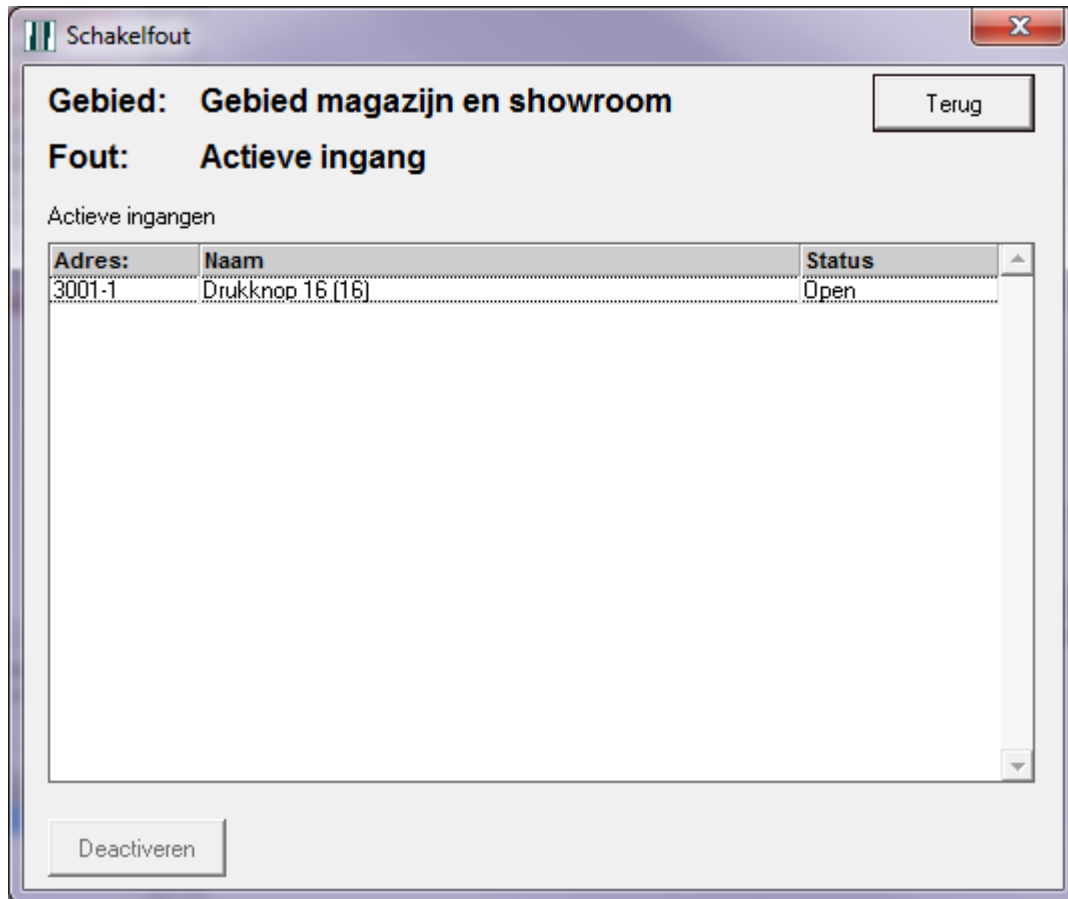 Schakelfout
Gebied: Gebied magazijn en showroom
Terug
Fout: Actieve ingang
Actieve ingangen
Adres: Naam Status
3001-1 Drukknop 16 (16) Open
Deactiveren